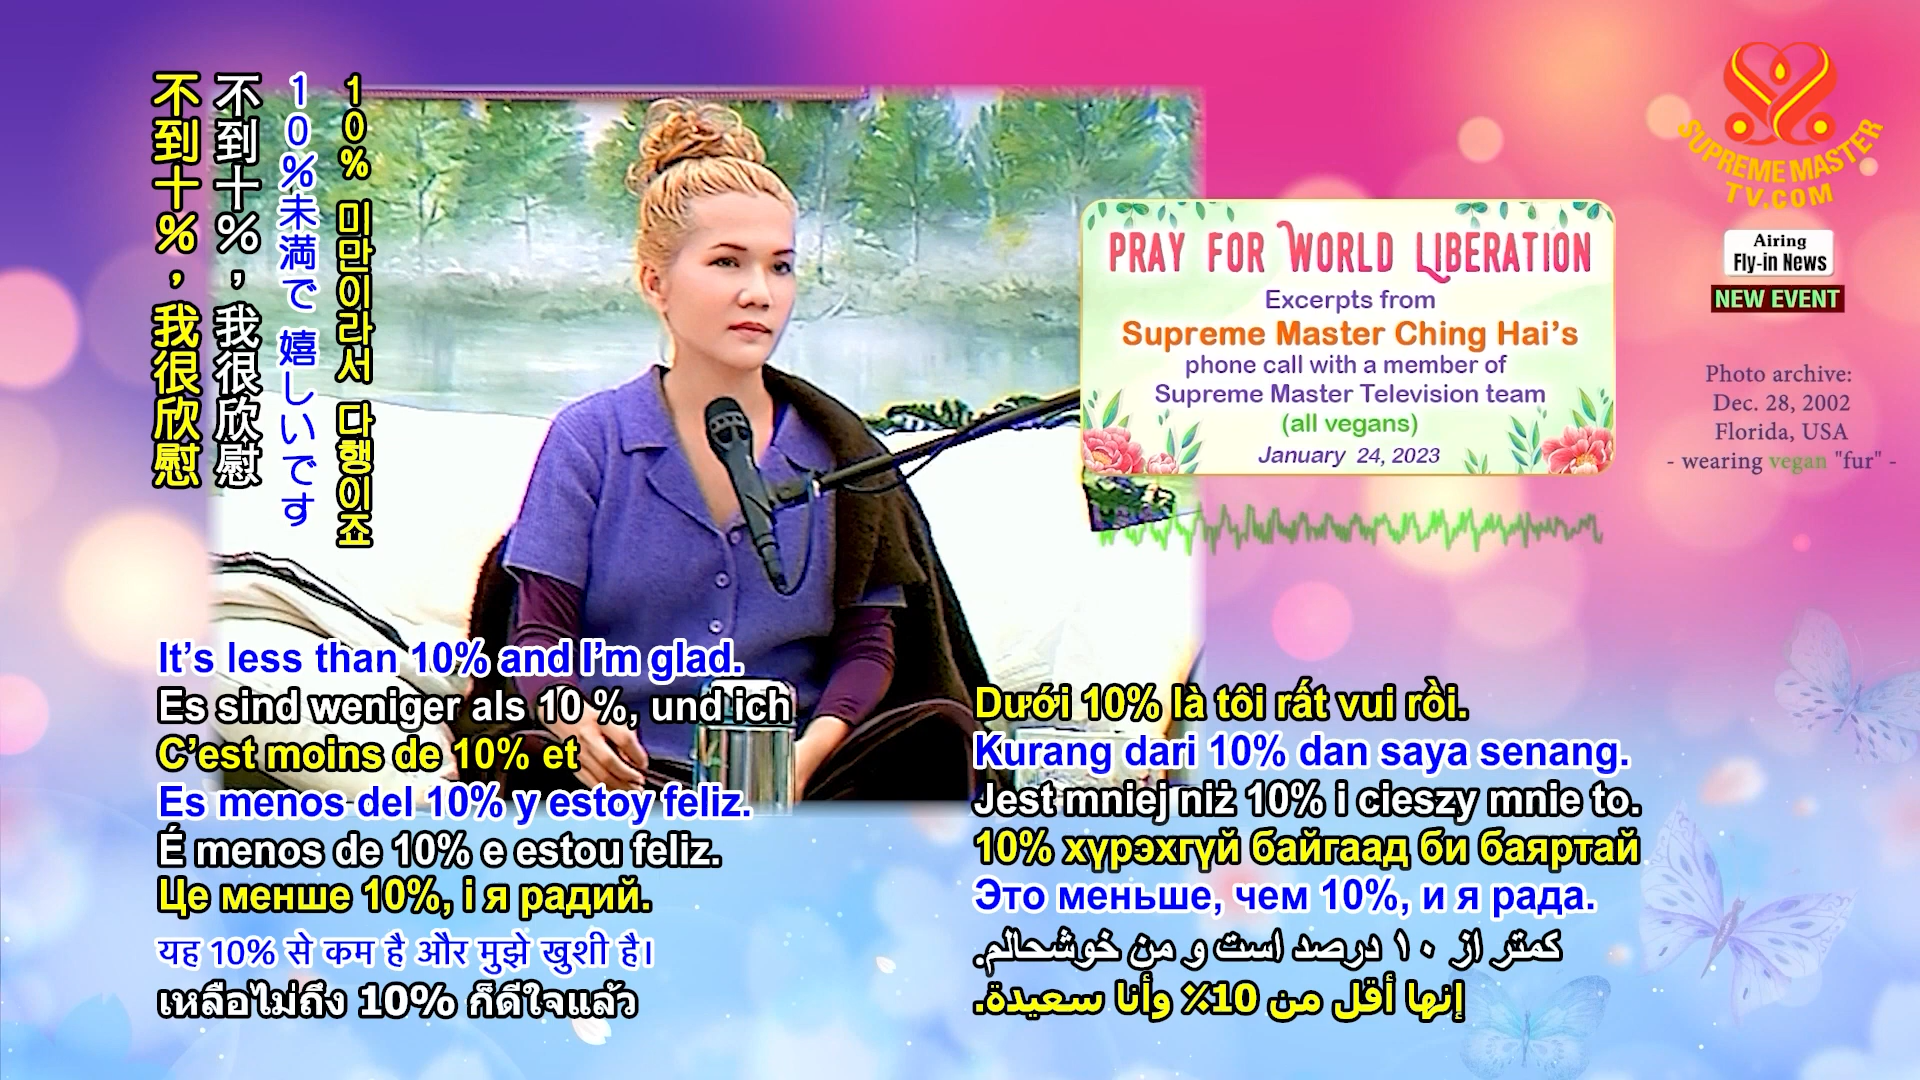 不到十％，我很欣慰
不到十％，我很欣慰
10％未満で 嬉しいです
10% 미만이라서 다행이죠
SUPREME MASTER
TV.COM
Airing
Fly-in News
NEW EVENT
PRAY FOR WORLD LIBERATION
Excerpts from
Supreme Master Ching Hai's
phone call with a member of
Supreme Master Television team
(all vegans)
January 24, 2023
Photo archive:
Dec. 28, 2002
Florida, USA
- wearing vegan "fur" -
It's less than 10% and I'm glad.
Es sind weniger als 10 %, und ich
C'est moins de 10% et
Es menos del 10% y estoy feliz.
É menos de 10% e estou feliz.
Це менше 10%, і я радий.
यह 10% से कम है और मुझे खुशी है।
เหลือไม่ถึง 10% ก็ดีใจแล้ว
Dưới 10% là tôi rất vui rồi.
Kurang dari 10% dan saya senang.
Jest mniej niż 10% i cieszy mnie to.
10% хүрэхгүй байгаад би баяртай
Это меньше, чем 10%, и я рада.
کمتر از ۱۰ درصد است و من خوشحالم.
إنها أقل من 10٪ وأنا سعيدة.